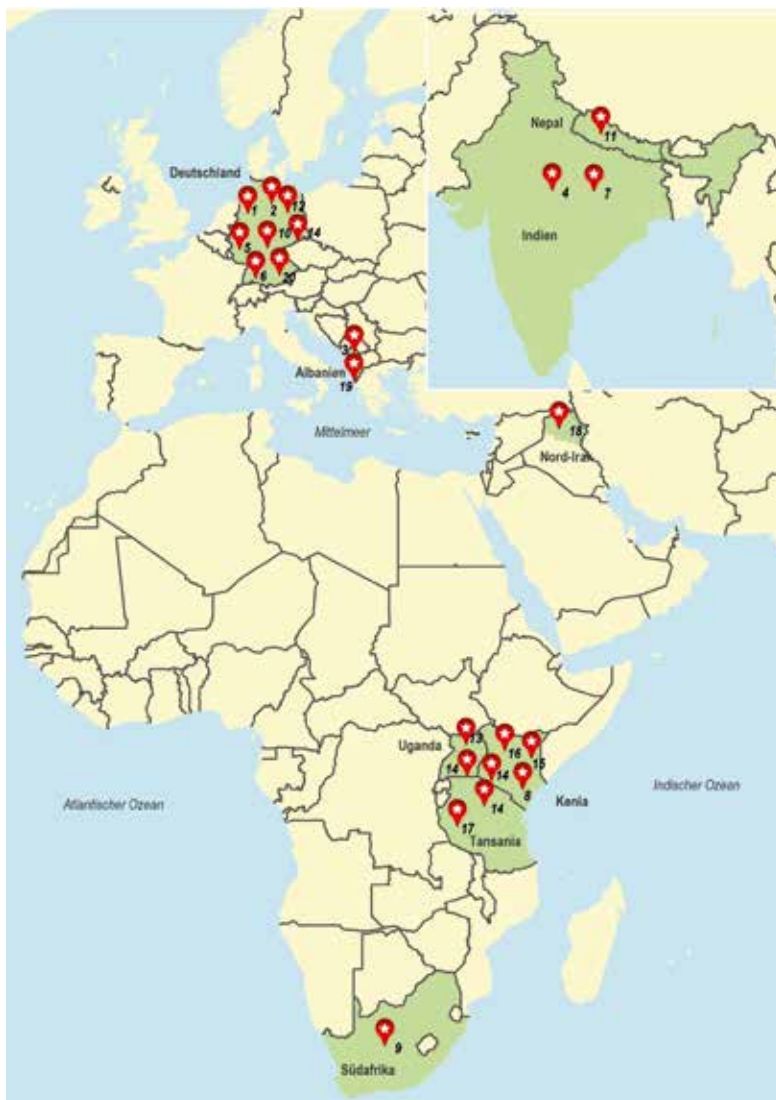 Nepal
11
Deutschland
4
7
1
2
12
5
10
14
Indien
6
20
3
Albanien
19
Mittelmeer
18
Nord-Irak
13
Uganda
16
15
14
14
8
Atlantischer Ozean
Indischer Ozean
14
Kenia
17
Tansania
9
Südafrika